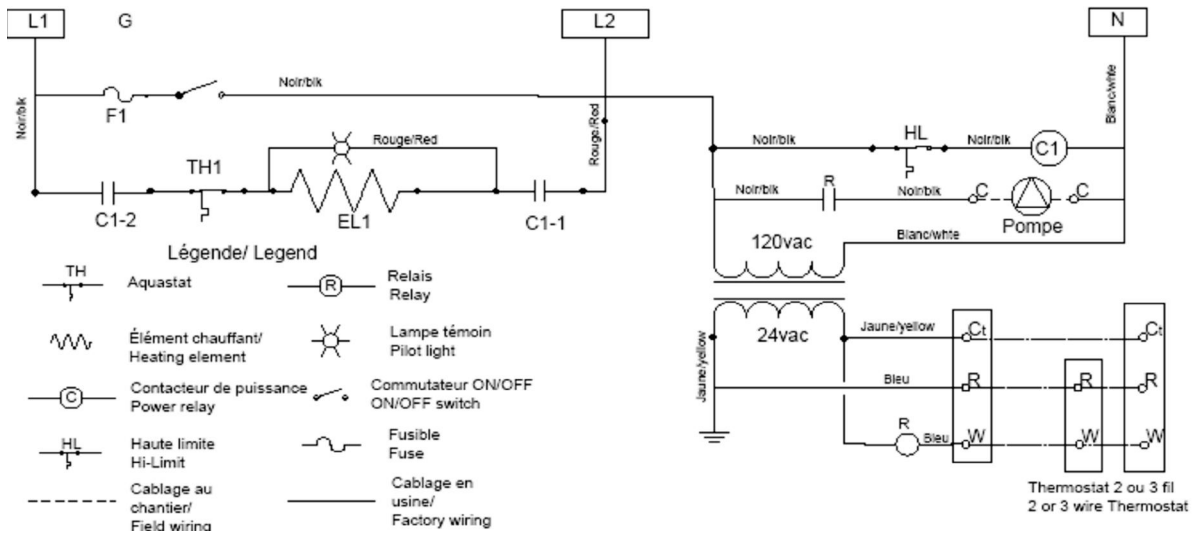 L1
G
L2
N
Noir/blk
F1
Noir/blk
Rouge/Red
Blanc/whte
TH1
Rouge/Red
C1-2
EL1
C1-1
Noir/blk
HL
Noir/blk
C1
Noir/blk
R
Noir/blk
C
C
Pompe
120vac
Blanc/whte
24vac
Jaune/yellow
Jaune/yellow
Ct
Ct
Bleu
R
R
R
R
Bleu
W
W
W
Thermostat 2 ou 3 fil
2 or 3 wire Thermostat
Légende/ Legend
TH
Aquastat
R
Relais
Relay
Élément chauffant/
Heating element
Lampe témoin
Pilot light
C
Contacteur de puissance
Power relay
Commutateur ON/OFF
ON/OFF switch
HL
Haute limite
Hi-Limit
Fusible
Fuse
Cablage au
chantier/
Field wiring
Cablage en
usine/
Factory wiring